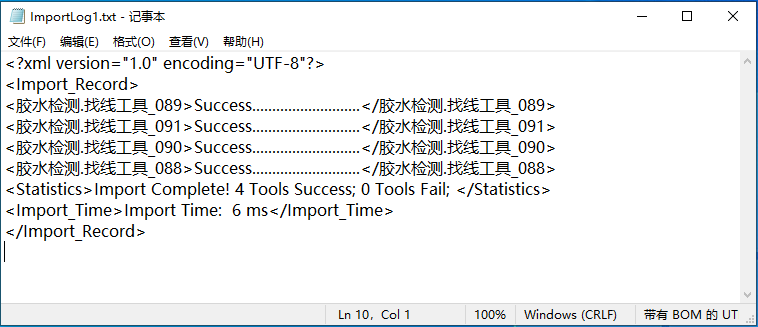 ImportLog1.txt - 记事本
文件(F) 编辑(E) 格式(O) 查看(V) 帮助(H)
<?xml version="1.0" encoding="UTF-8"?>
<Import_Record>
<胶水检测.找线工具_089>Success...........................</胶水检测.找线工具_089>
<胶水检测.找线工具_091>Success...........................</胶水检测.找线工具_091>
<胶水检测.找线工具_090>Success...........................</胶水检测.找线工具_090>
<胶水检测.找线工具_088>Success...........................</胶水检测.找线工具_088>
<Statistics>Import Complete! 4 Tools Success; 0 Tools Fail; </Statistics>
<Import_Time>Import Time:  6 ms</Import_Time>
</Import_Record>
Ln 10, Col 1 100% Windows (CRLF) 带有 BOM 的 UT